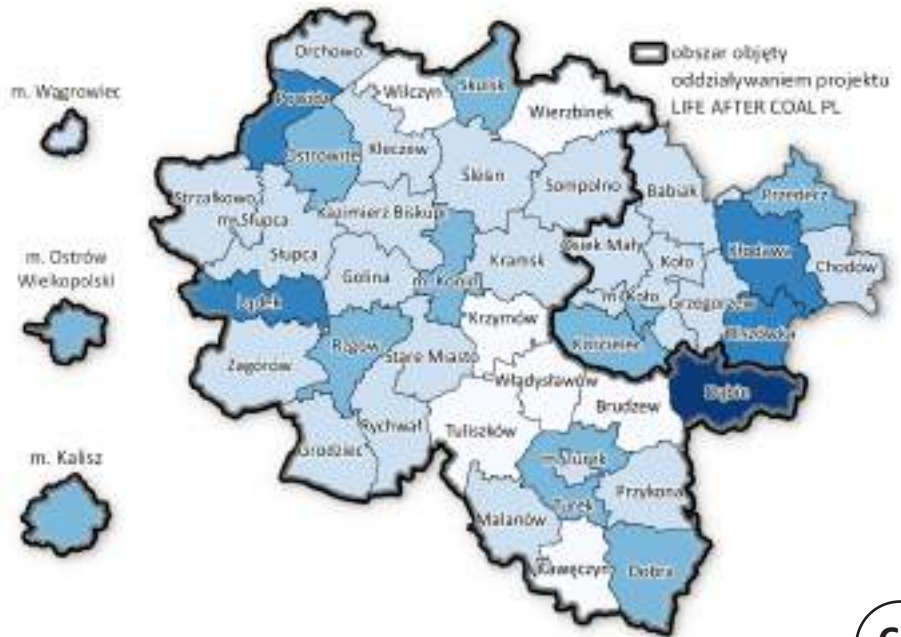 Orchowo
obszar objęty
oddziaływaniem projektu
LIFE AFTER COAL PL
m. Wągrowiec
Powidz
Wilczyn
Skulsk
Wierzbinek
Ostrowite
Kleczew
Ślesin
Sompolno
Babiak
Przedecz
Strzałkowo
m. Słupca
Kazimierz Biskupi
Osiek Mały
Koło
Kłodawa
Chodów
m. Ostrów
Wielkopolski
Słupca
Golina
m. Konin
Kramsk
m. Koło
Grzegorzew
Lądek
Krzymów
Kościelec
Olszówka
Zagórów
Rzgów
Stare Miasto
Władysławów
Brudzew
Dąbie
m. Kalisz
Grodziec
Rychwał
Tuliszków
m. Turek
Przykona
Malanów
Turek
Kawęczyn
Dobra